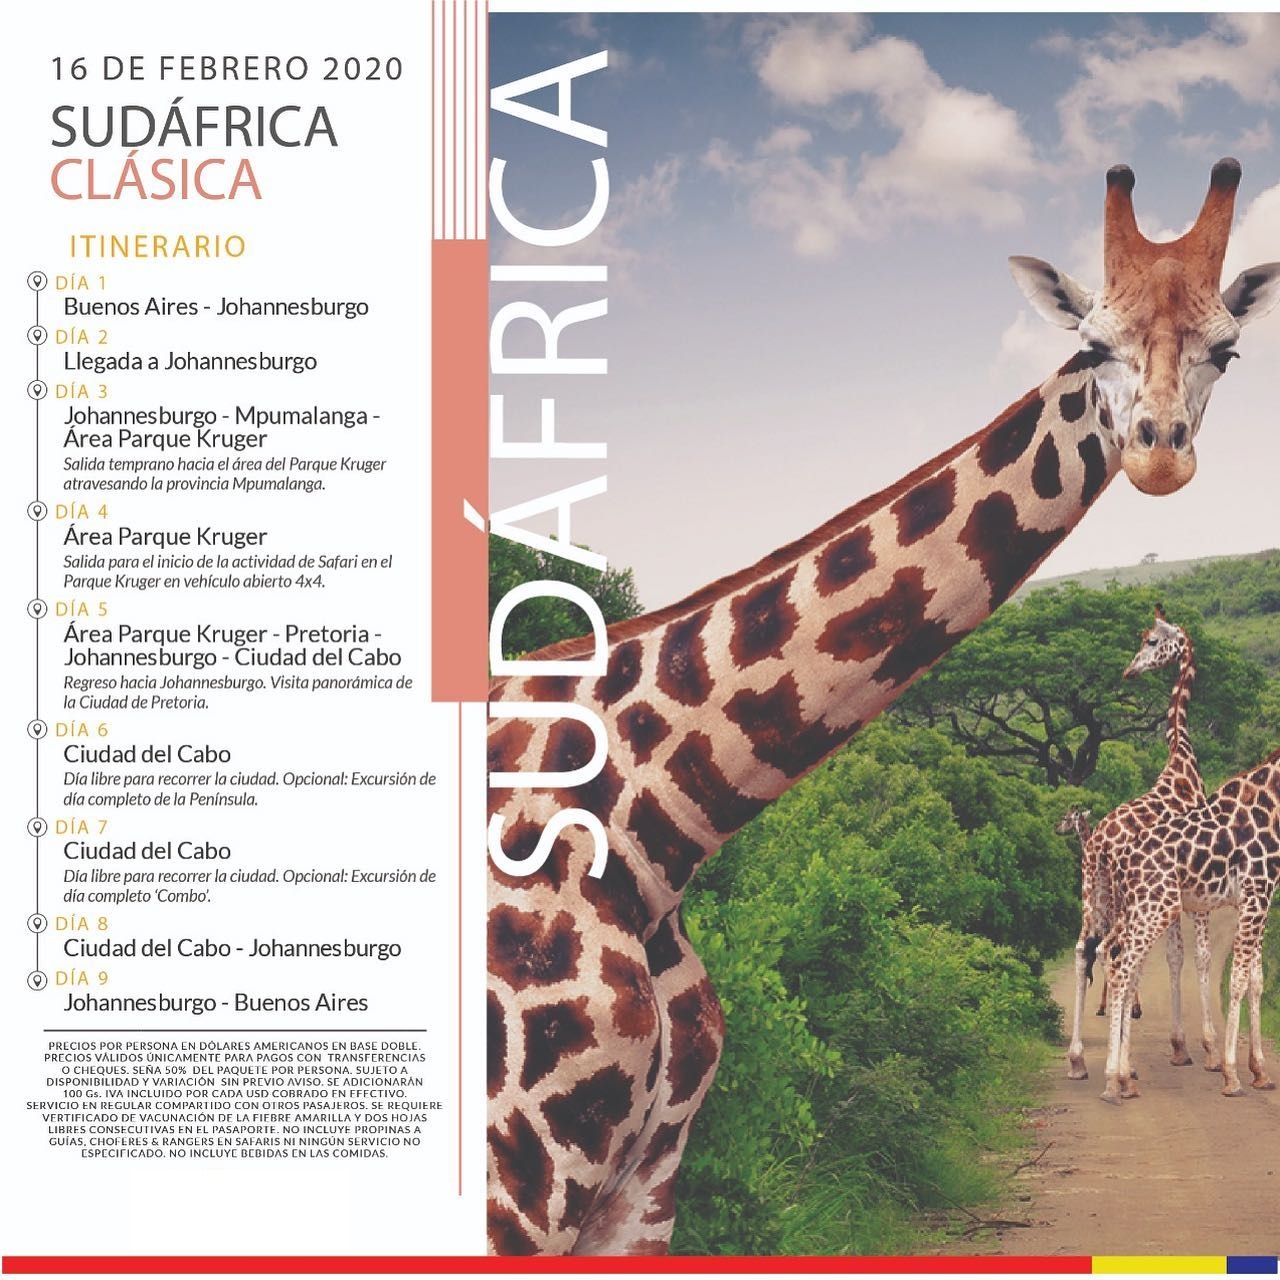 16 DE FEBRERO 2020
SUDÁFRICA
CLÁSICA
ITINERARIO
DÍA 1
Buenos Aires - Johannesburgo
DÍA 2
Llegada a Johannesburgo
DÍA 3
Johannesburgo - Mpumalanga -
Área Parque Kruger
Salida temprano hacia el área del Parque Kruger
atravesando la provincia Mpumalanga.
DÍA 4
Área Parque Kruger
Salida para el inicio de la actividad de Safari en el
Parque Kruger en vehículo abierto 4x4.
DÍA 5
Área Parque Kruger - Pretoria -
Johannesburgo - Ciudad del Cabo
Regreso hacia Johannesburgo. Visita panorámica de
la Ciudad de Pretoria.
DÍA 6
Ciudad del Cabo
Día libre para recorrer la ciudad. Opcional: Excursión de
día completo de la Península.
DÍA 7
Ciudad del Cabo
Día libre para recorrer la ciudad. Opcional: Excursión de
día completo ‘Combo’.
DÍA 8
Ciudad del Cabo - Johannesburgo
DÍA 9
Johannesburgo - Buenos Aires
PRECIOS POR PERSONA EN DÓLARES AMERICANOS EN BASE DOBLE.
PRECIOS VÁLIDOS ÚNICAMENTE PARA PAGOS CON TRANSFERENCIAS
O CHEQUES. SEÑA 50% DEL PAQUETE POR PERSONA. SUJETO A
DISPONIBILIDAD Y VARIACIÓN SIN PREVIO AVISO. SE ADICIONARÁN
100 Gs. IVA INCLUIDO POR CADA USD COBRADO EN EFECTIVO.
SERVICIO EN REGULAR COMPARTIDO CON OTROS PASAJEROS. SE REQUIERE
VERTIFICADO DE VACUNACIÓN DE LA FIEBRE AMARILLA Y DOS HOJAS
LIBRES CONSECUTIVAS EN EL PASAPORTE. NO INCLUYE PROPINAS A
GUÍAS, CHOFERES & RANGERS EN SAFARIS NI NINGÚN SERVICIO NO
ESPECIFICADO. NO INCLUYE BEBIDAS EN LAS COMIDAS.
SUDÁFRICA